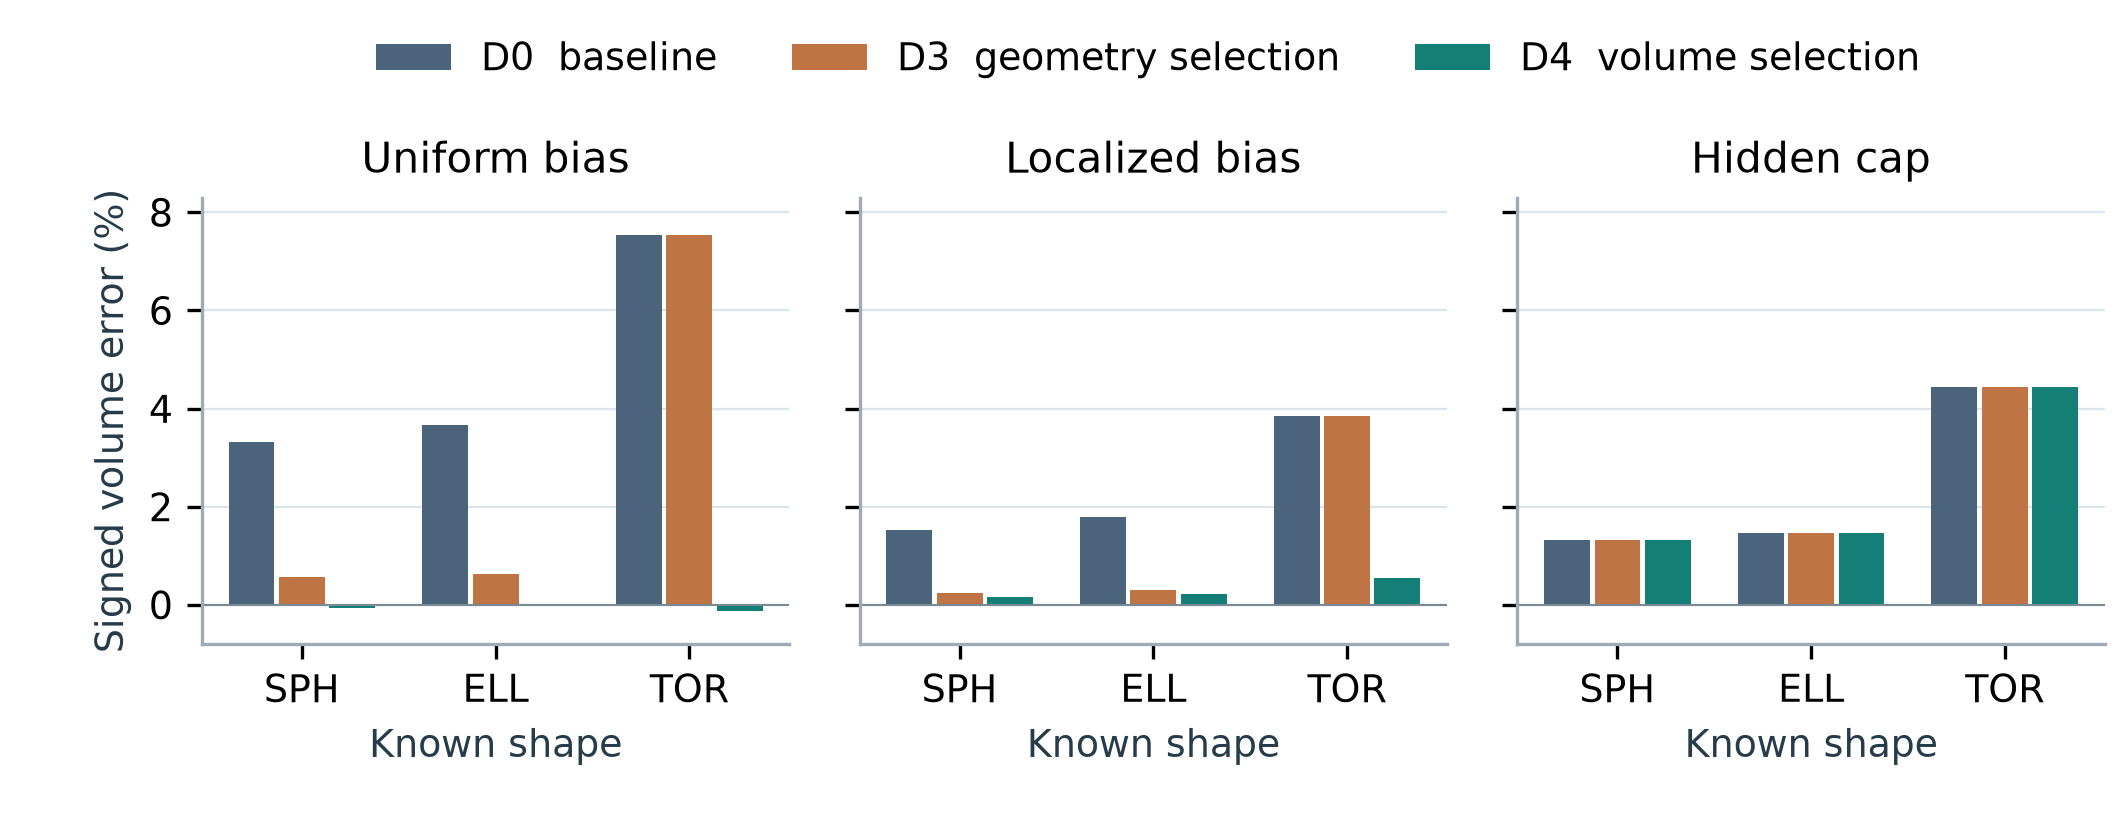 D0  baseline  D3  geometry selection  D4  volume selection
Uniform bias  Localized bias  Hidden cap
Signed volume error (%)
8
6
4
2
0
SPH  ELL  TOR  SPH  ELL  TOR  SPH  ELL  TOR
Known shape  Known shape  Known shape